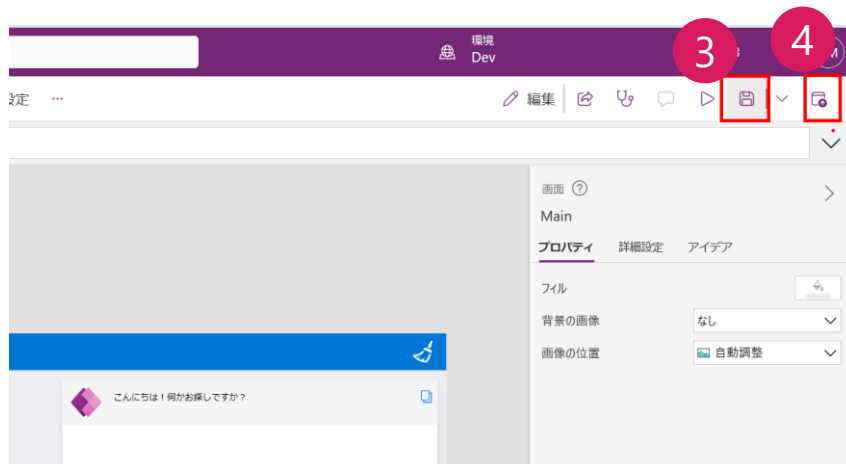 環境
Dev
3
4
M
設定 ···
編集
画面 ?
Main
プロパティ 詳細設定 アイデア
フィル
背景の画像 なし
画像の位置 自動調整
こんにちは！何かお探しですか？